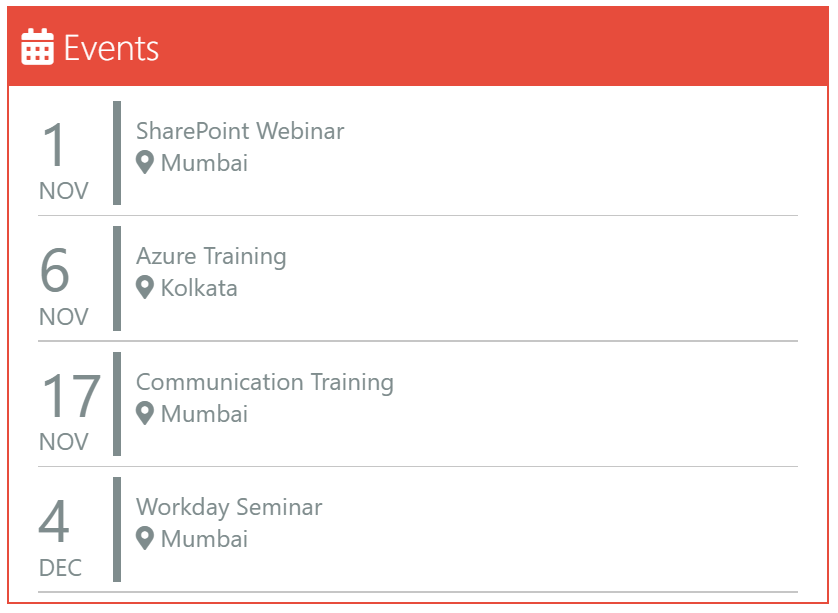 Events
1
NOV
SharePoint Webinar
Mumbai
6
NOV
Azure Training
Kolkata
17
NOV
Communication Training
Mumbai
4
DEC
Workday Seminar
Mumbai